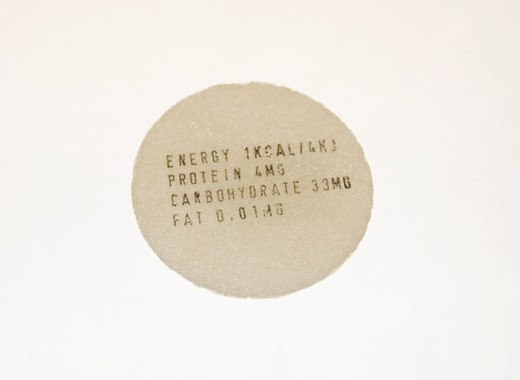 ENERGY 1KCAL/4KJ
PROTEIN 4MG
CARBOHYDRATE 33MG
FAT 0,01MG